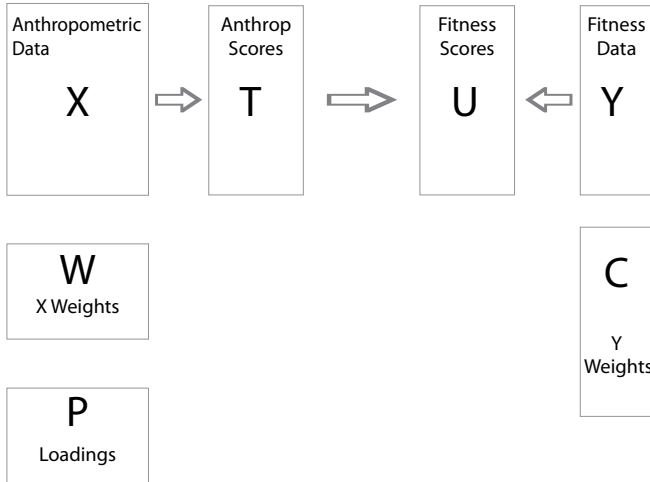 Anthropometric
Data
X
Anthrop
Scores
T
Fitness
Scores
U
Fitness
Data
Y
W
X Weights
C
Y
Weights
P
Loadings